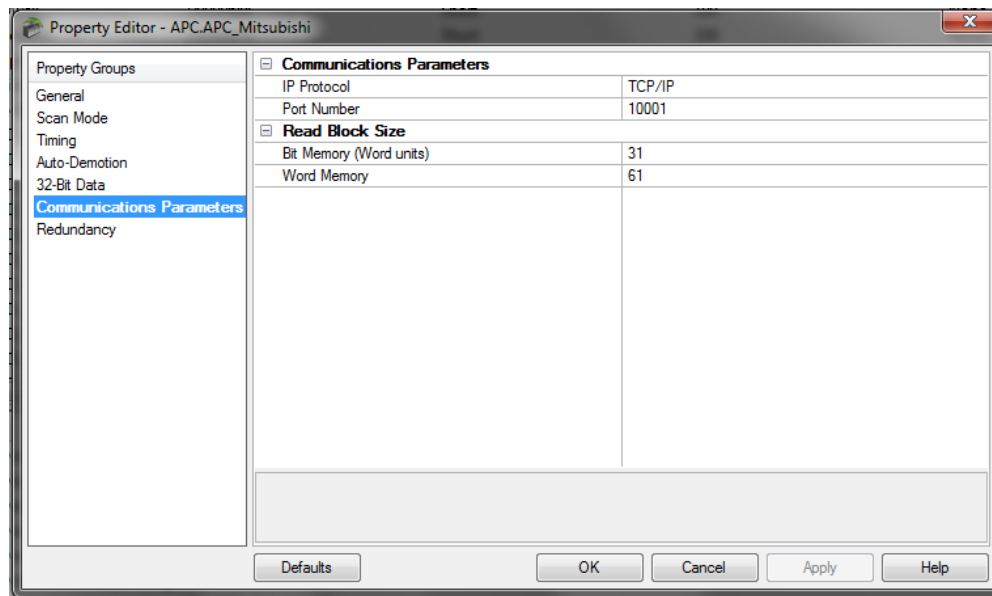 Property Editor - APC.APC_Mitsubishi
Property Groups
General
Scan Mode
Timing
Auto-Demotion
32-Bit Data
Communications Parameters
Redundancy
Communications Parameters
IP Protocol TCP/IP
Port Number 10001
Read Block Size
Bit Memory (Word units) 31
Word Memory 61
Defaults OK Cancel Apply Help